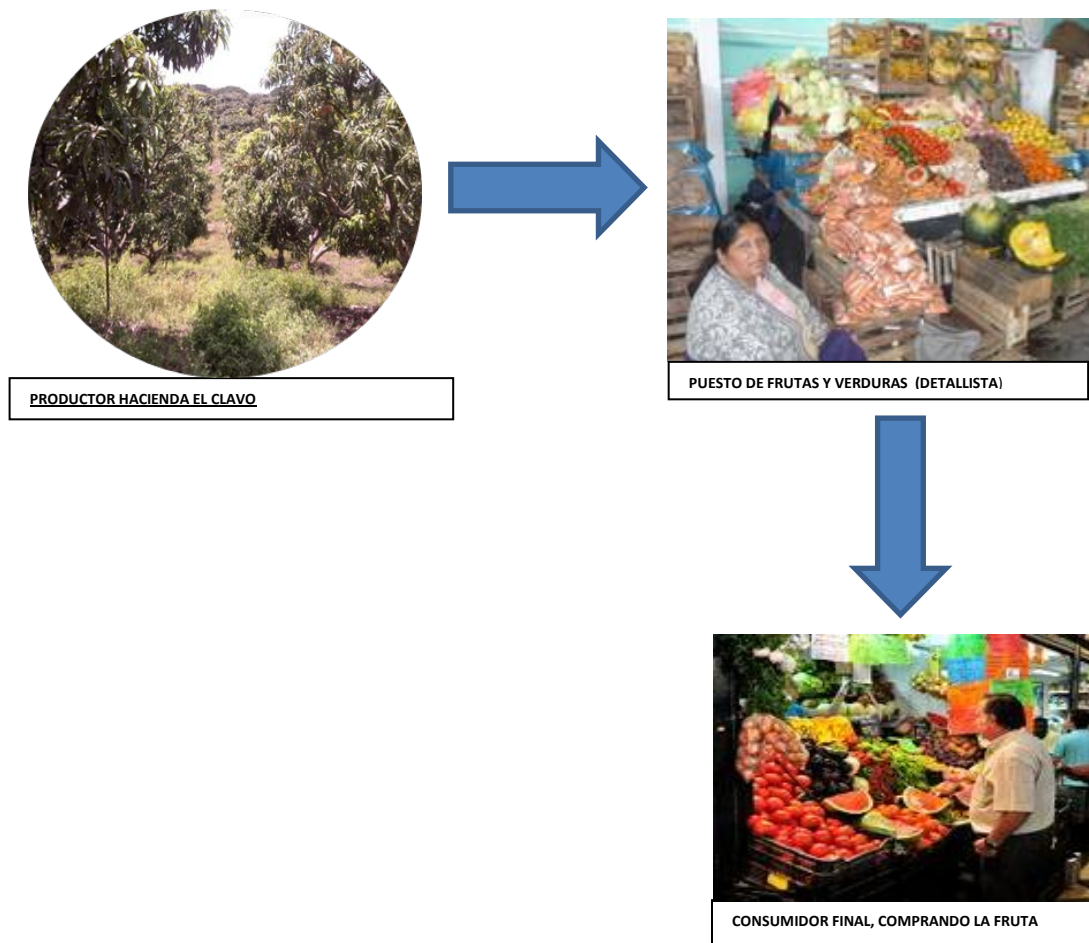 PRODUCTOR HACIENDA EL CLAVO
PUESTO DE FRUTAS Y VERDURAS (DETALLISTA)
CONSUMIDOR FINAL, COMPRANDO LA FRUTA